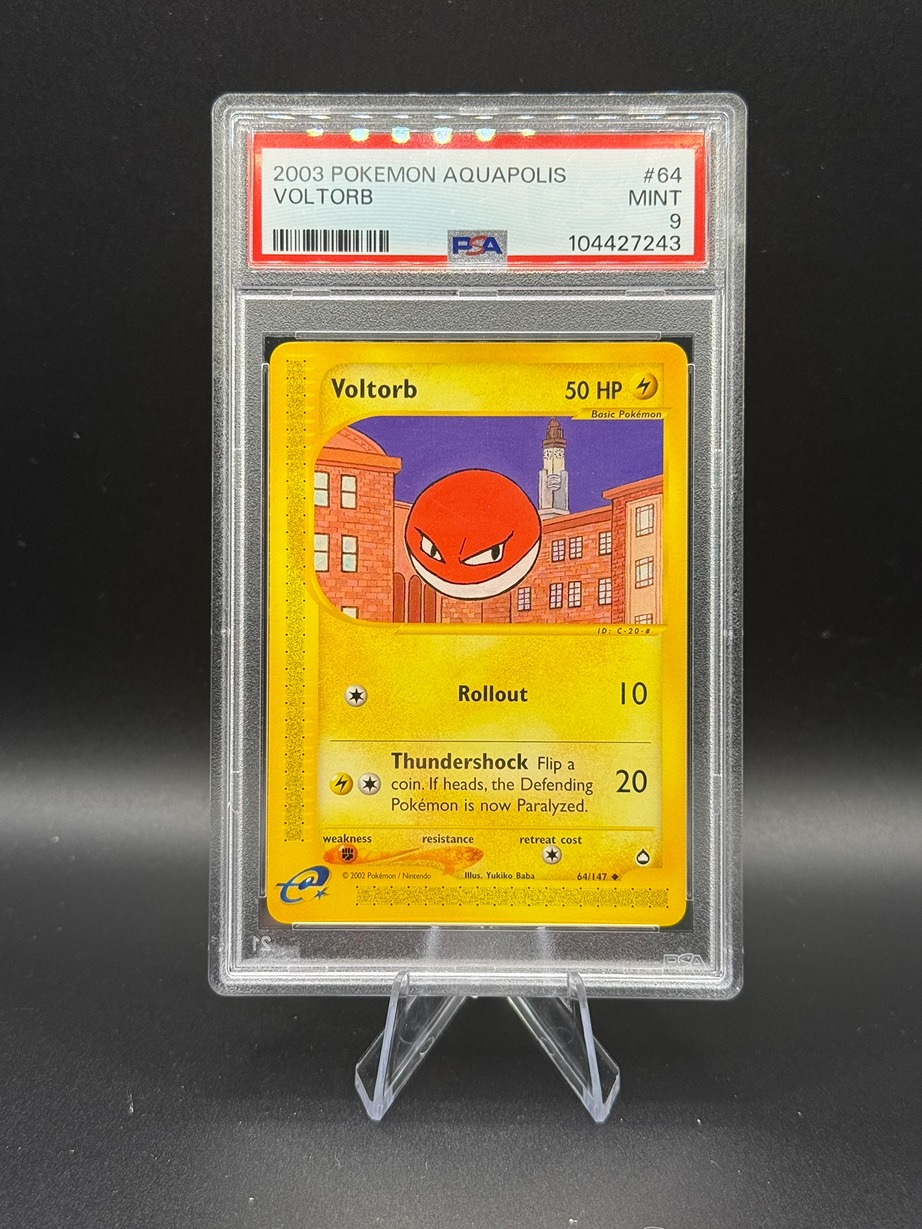 2003 POKEMON AQUAPOLIS #64
VOLTORB MINT
9
PSA 104427243
Voltorb 50 HP
Basic Pokémon
ID: C-20-#
Rollout 10
Thundershock Flip a
coin. If heads, the Defending
Pokémon is now Paralyzed.
20
weakness resistance retreat cost
e
© 2002 Pokémon / Nintendo Illus. Yukiko Baba 64/147
21 PSA